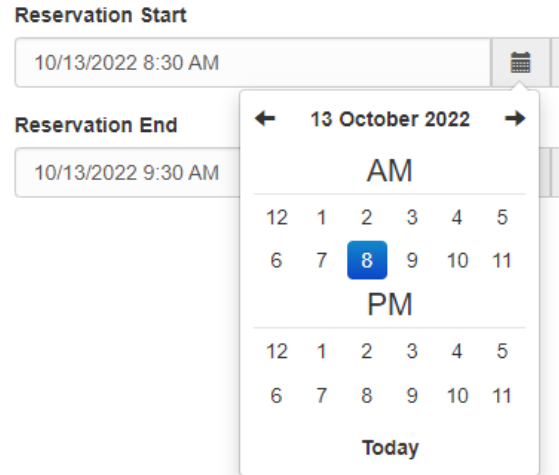 Reservation Start
10/13/2022 8:30 AM
Reservation End
10/13/2022 9:30 AM
13 October 2022
AM
12 1 2 3 4 5
6 7 8 9 10 11
PM
12 1 2 3 4 5
6 7 8 9 10 11
Today